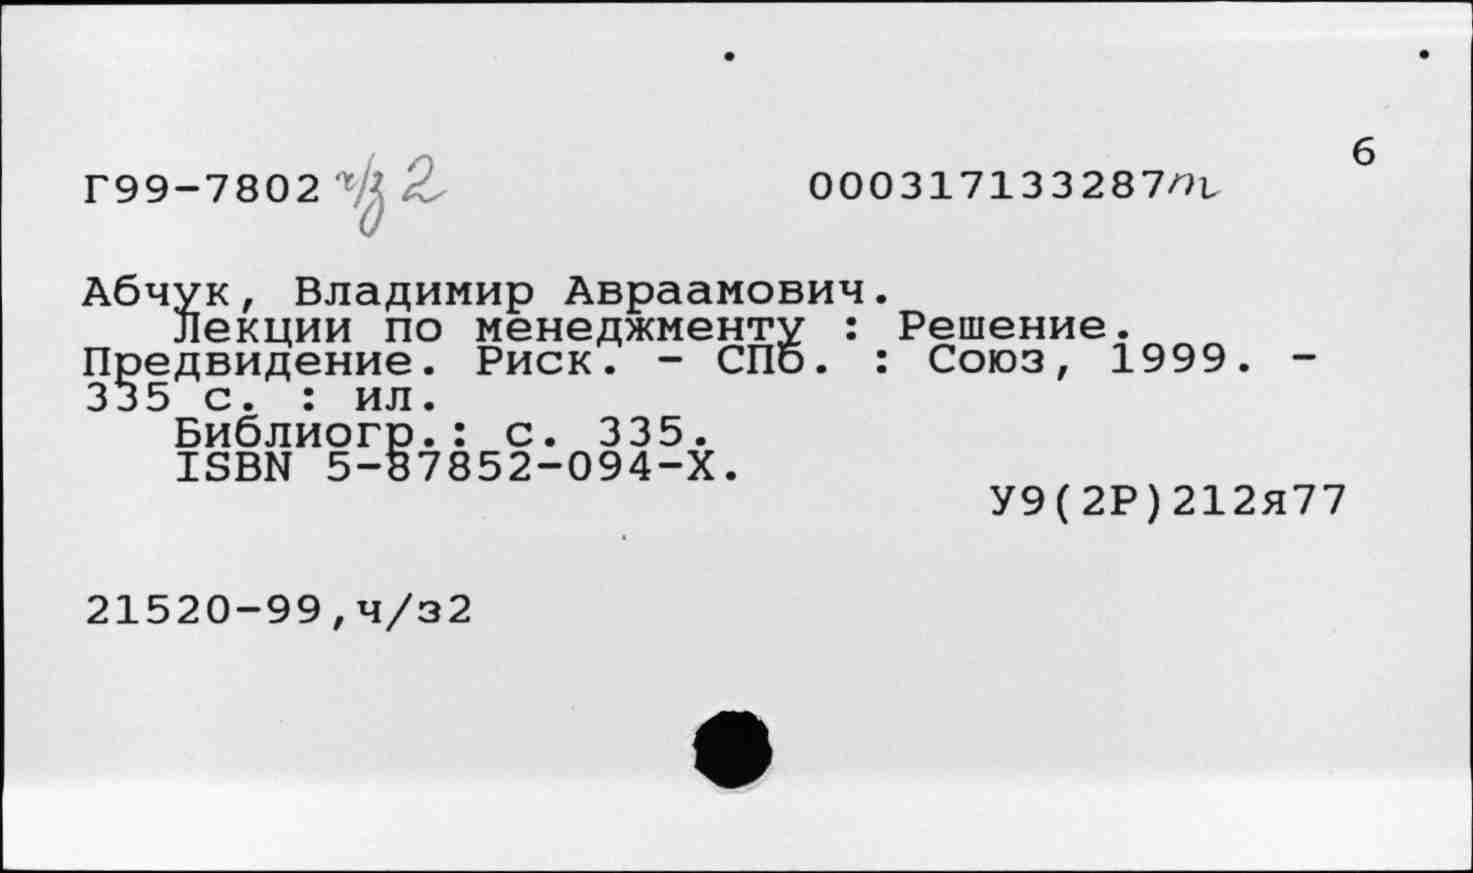 6
Г99-7802 ч/з 2 000317133287
Абчук, Владимир Авраамович.
Лекции по менеджменту : Решение.
Предвидение. Риск. - СПб. : Союз, 1999. -
335 с. : ил.
Библиогр.: с. 335.
ISBN 5-87852-094-X.
У9(2Р)212я77
21520-99,ч/з2